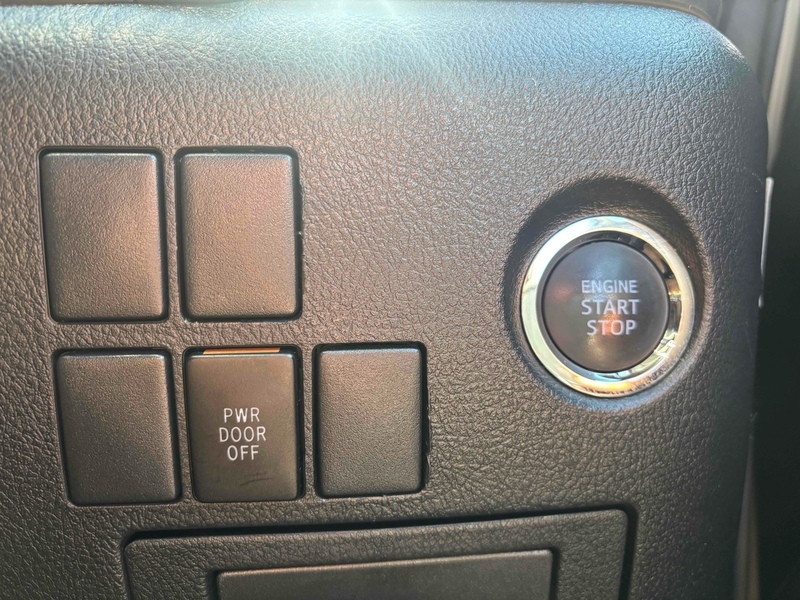 ENGINE
START
STOP
PWR
DOOR
OFF